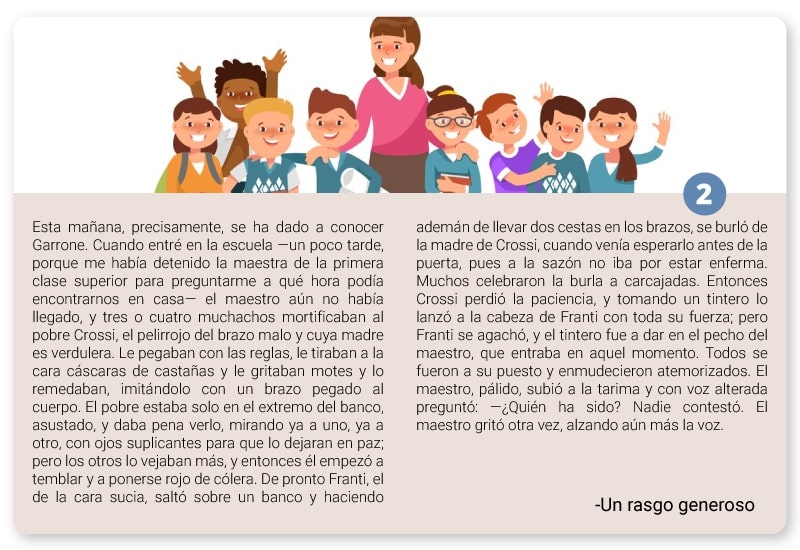 2
Esta mañana, precisamente, se ha dado a conocer
Garrone. Cuando entré en la escuela —un poco tarde,
porque me había detenido la maestra de la primera
clase superior para preguntarme a qué hora podía
encontrarnos en casa— el maestro aún no había
llegado, y tres o cuatro muchachos mortificaban al
pobre Crossi, el pelirrojo del brazo malo y cuya madre
es verdulera. Le pegaban con las reglas, le tiraban a la
cara cáscaras de castañas y le gritaban motes y lo
remedaban, imitándolo con un brazo pegado al
cuerpo. El pobre estaba solo en el extremo del banco,
asustado, y daba pena verlo, mirando ya a uno, ya a
otro, con ojos suplicantes para que lo dejaran en paz;
pero los otros lo vejaban más, y entonces él empezó a
temblar y a ponerse rojo de cólera. De pronto Franti, el
de la cara sucia, saltó sobre un banco y haciendo
ademán de llevar dos cestas en los brazos, se burló de
la madre de Crossi, cuando venía esperarlo antes de la
puerta, pues a la sazón no iba por estar enferma.
Muchos celebraron la burla a carcajadas. Entonces
Crossi perdió la paciencia, y tomando un tintero lo
lanzó a la cabeza de Franti con toda su fuerza; pero
Franti se agachó, y el tintero fue a dar en el pecho del
maestro, que entraba en aquel momento. Todos se
fueron a su puesto y enmudecieron atemorizados. El
maestro, pálido, subió a la tarima y con voz alterada
preguntó: —¿Quién ha sido? Nadie contestó. El
maestro gritó otra vez, alzando aún más la voz.
-Un rasgo generoso